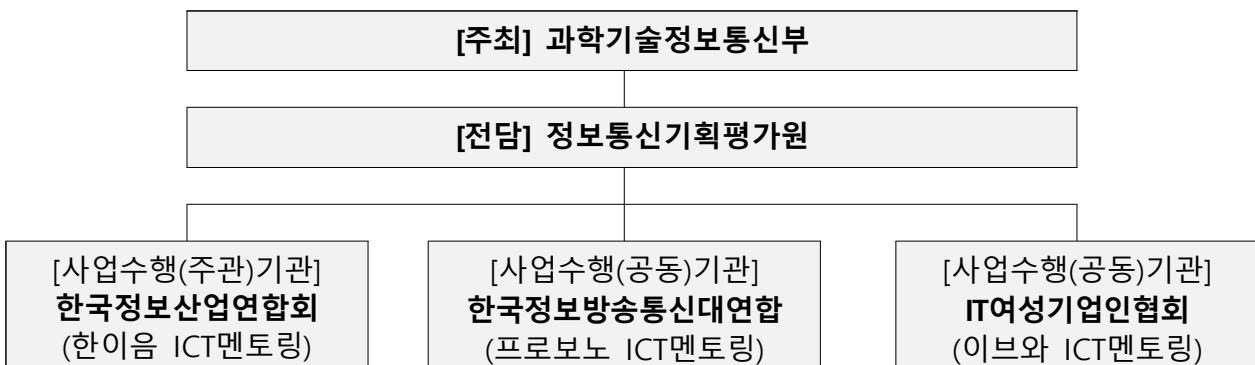 [주최] 과학기술정보통신부
[전담] 정보통신기획평가원
[사업수행(주관)기관]
한국정보산업연합회
(한이음 ICT멘토링)
[사업수행(공동)기관]
한국정보방송통신대연합
(프로보노 ICT멘토링)
[사업수행(공동)기관]
IT여성기업인협회
(이브와 ICT멘토링)